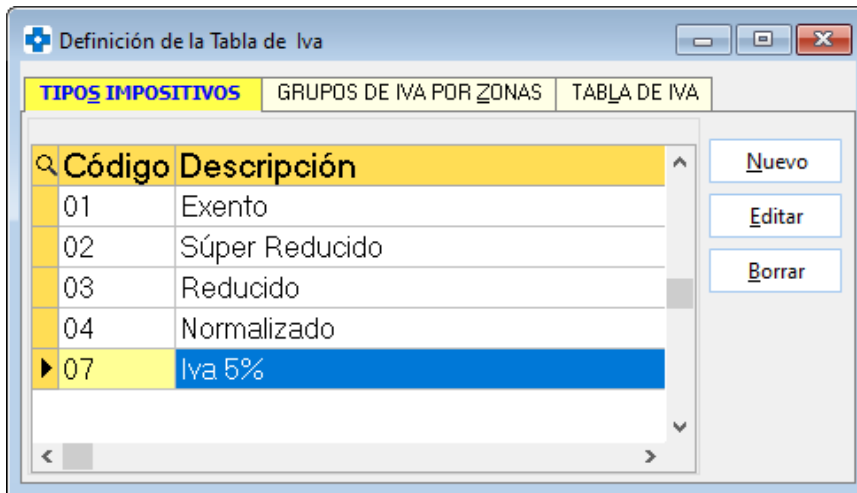 Definición de la Tabla de Iva
TIPOS IMPOSITIVOS GRUPOS DE IVA POR ZONAS TABLA DE IVA
Código Descripción
01 Exento
02 Súper Reducido
03 Reducido
04 Normalizado
07 Iva 5%
Nuevo
Editar
Borrar